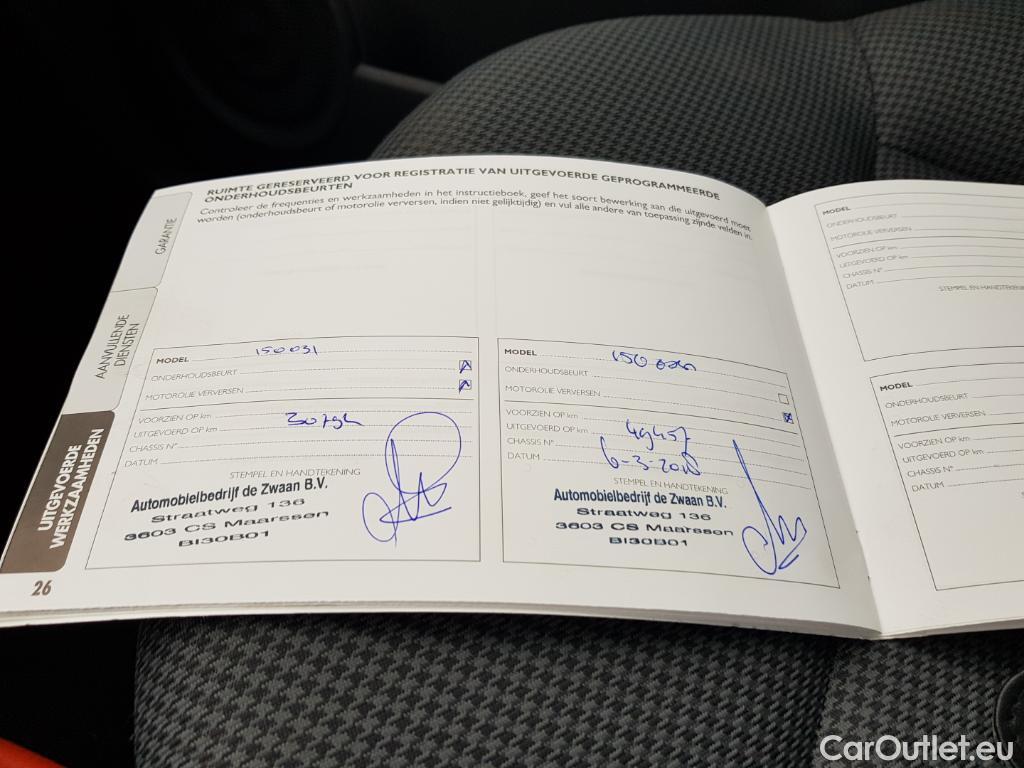 RUIMTE GERESERVEERD VOOR REGISTRATIE VAN UITGEVOERDE GEPROGRAMMEERDE
ONDERHOUDSBEURTEN
Controleer de frequenties en werkzaamheden in het instructieboek, geef het soort bewerking aan die uitgevoerd moet
worden (onderhoudsbeurt of motorolie verversen, indien niet gelijktijdig) en vul alle andere van toepassing zijnde velden in.
GARANTIE
AANVULLENDE
DIENSTEN
UITGEVOERDE
WERKZAAMHEDEN
MODEL 150031
ONDERHOUDSBEURT
MOTOROLIE VERVERSEN
VOORZIEN OP km
UITGEVOERD OP km
CHASSIS N°
DATUM
STEMPEL EN HANDTEKENING
Automobielbedrijf de Zwaan B.V.
Straatweg 136
3603 CS Maarssen
BI30B01
MODEL 150
ONDERHOUDSBEURT
MOTOROLIE VERVERSEN
VOORZIEN OP km
UITGEVOERD OP km 49457
CHASSIS N°
DATUM 6-3-2018
STEMPEL EN HANDTEKENING
Automobielbedrijf de Zwaan B.V.
Straatweg 136
3603 CS Maarssen
BI30B01
26
MODEL
ONDERHOUDSBEURT
MOTOROLIE VERVERSEN
VOORZIEN OP km
UITGEVOERD OP km
CHASSIS N°
DATUM
STEMPEL EN HANDTEKENING
MODEL
ONDERHOUDSBEURT
MOTOROLIE VERVERSEN
VOORZIEN OP km
UITGEVOERD OP km
CHASSIS N°
DATUM
CarOutlet.eu